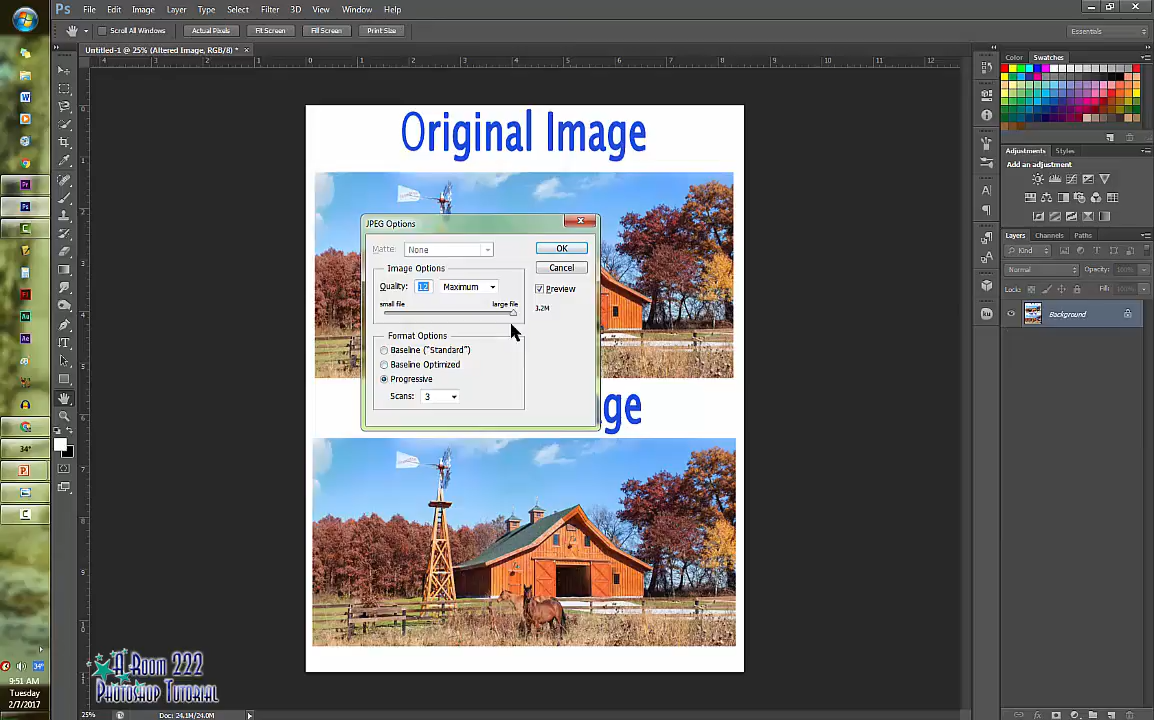 Ps File Edit Image Layer Type Select Filter 3D View Window Help
Scroll All Windows Actual Pixels Fit Screen Fill Screen Print Size Essentials
Untitled-1 @ 25% (Altered Image, RGB/8) *
Color Swatches
Original Image
Adjustments Styles
Add an adjustment
JPEG Options
Matte: None OK
Image Options Cancel
Quality: 12 Maximum Preview
small file large file 3.2M
Format Options
Baseline ("Standard")
Baseline Optimized
Progressive
Scans: 3
Layers Channels Paths
Kind
Normal Opacity: 100%
Lock: Fill: 100%
Background
ge
34°
A Room 222
Photoshop Tutorial
34°
9:51 AM
Tuesday
2/7/2017
25% Doc: 24.1M/24.0M